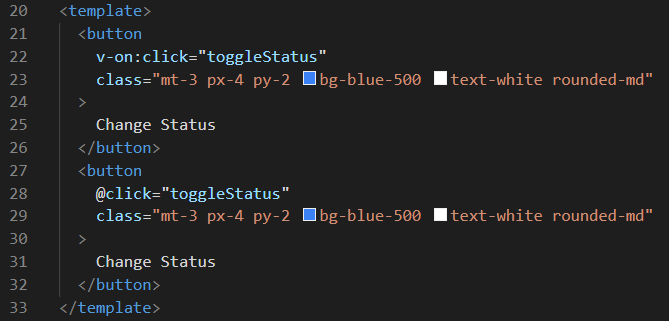 20 <template>
21 <button
22 v-on:click="toggleStatus"
23 class="mt-3 px-4 py-2 bg-blue-500 text-white rounded-md"
24 >
25 Change Status
26 </button>
27 <button
28 @click="toggleStatus"
29 class="mt-3 px-4 py-2 bg-blue-500 text-white rounded-md"
30 >
31 Change Status
32 </button>
33 </template>